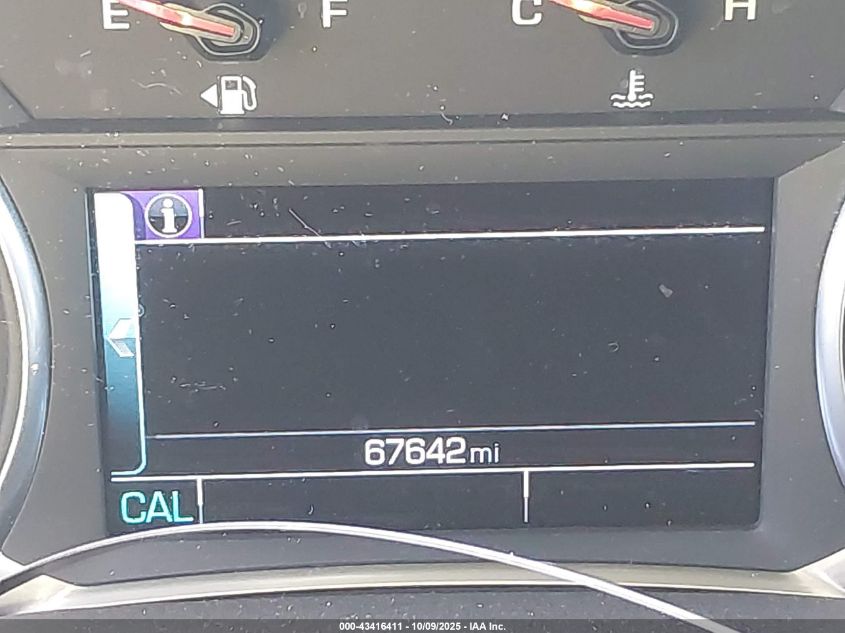 E F C H
i
67642 mi
CAL
000-43416411 - 10/09/2025 - IAA Inc.